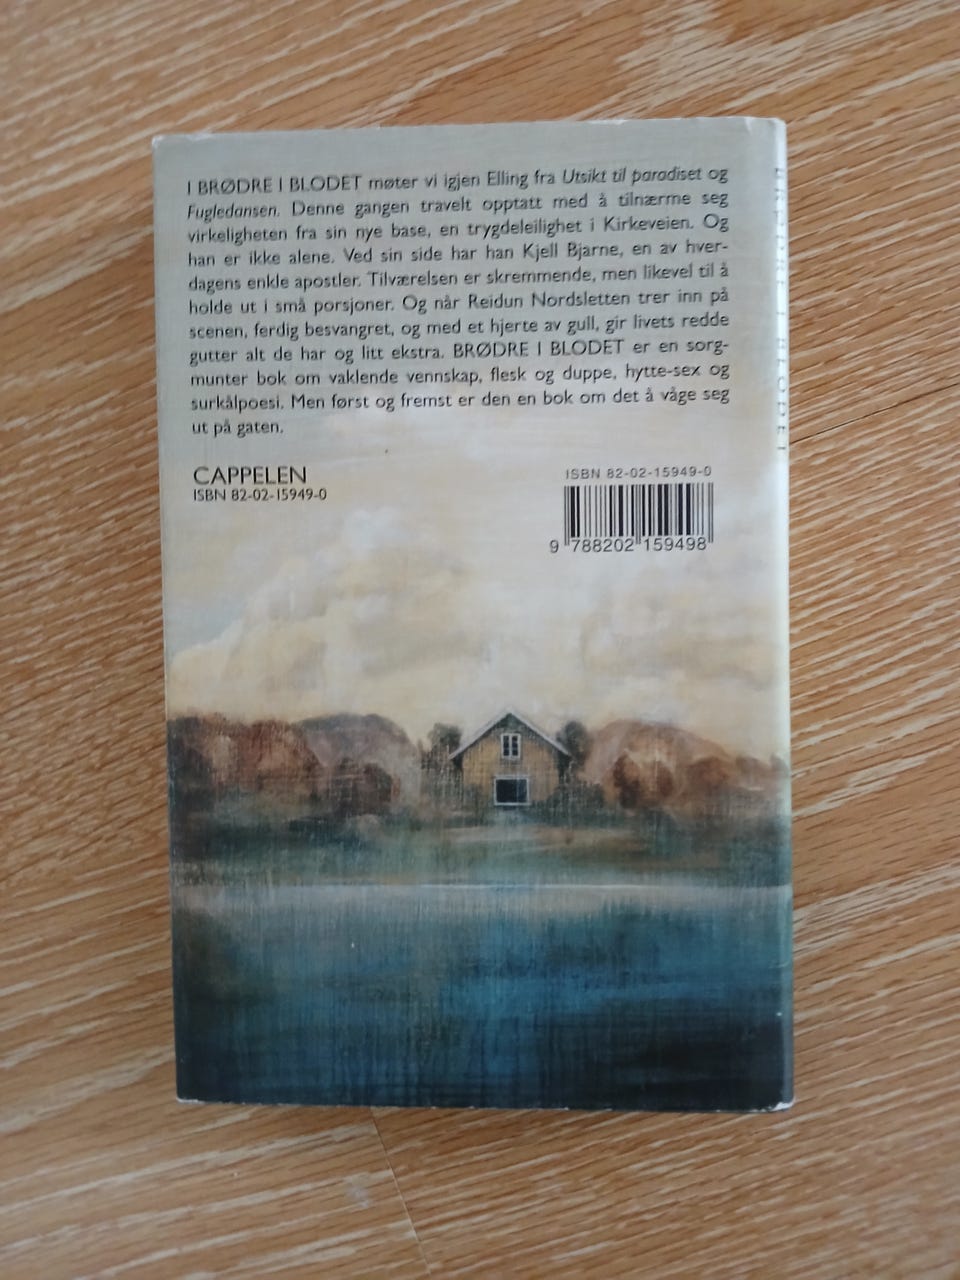 I BRØDRE I BLODET møter vi igjen Elling fra Utsikt til paradiset og
Fugledansen. Denne gangen travelt opptatt med å tilnærme seg
virkeligheten fra sin nye base, en trygdeleilighet i Kirkeveien. Og
han er ikke alene. Ved sin side har han Kjell Bjarne, en av hver-
dagens enkle apostler. Tilværelsen er skremmende, men likevel til å
holde ut i små porsjoner. Og når Reidun Nordsletten trer inn på
scenen, ferdig besvangret, og med et hjerte av gull, gir livets redde
gutter alt de har og litt ekstra. BRØDRE I BLODET er en sorg-
munter bok om vaklende vennskap, flesk og duppe, hytte-sex og
surkålpoesi. Men først og fremst er den en bok om det å våge seg
ut på gaten.
CAPPELEN
ISBN 82-02-15949-0
ISBN 82-02-15949-0
9 788202 159498
BRØDRE I BLODET